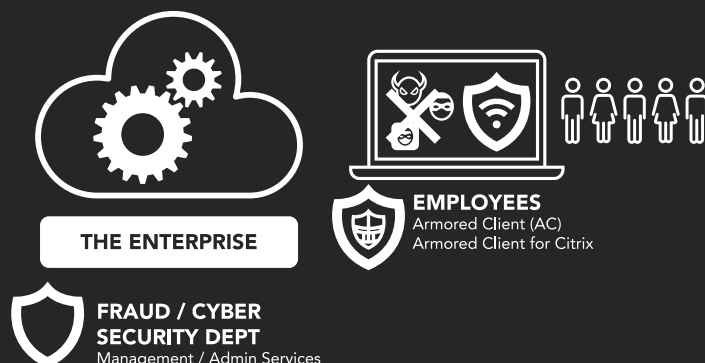 THE ENTERPRISE
EMPLOYEES
Armored Client (AC)
Armored Client for Citrix
FRAUD / CYBER
SECURITY DEPT
Management / Admin Services